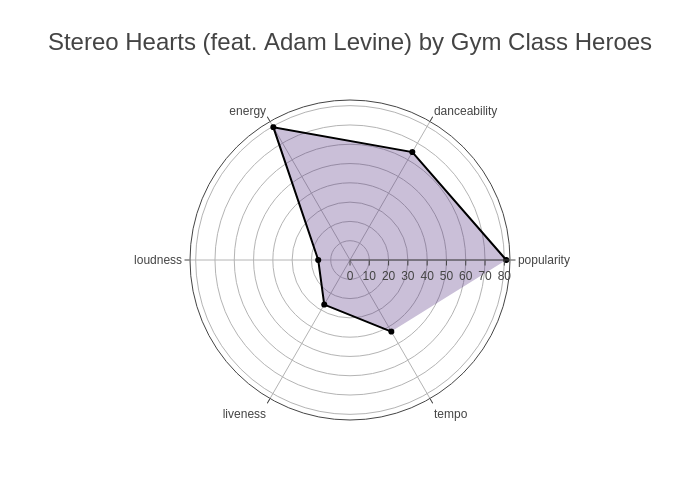 Stereo Hearts (feat. Adam Levine) by Gym Class Heroes
energy
danceability
loudness
popularity
0 10 20 30 40 50 60 70 80
liveness
tempo